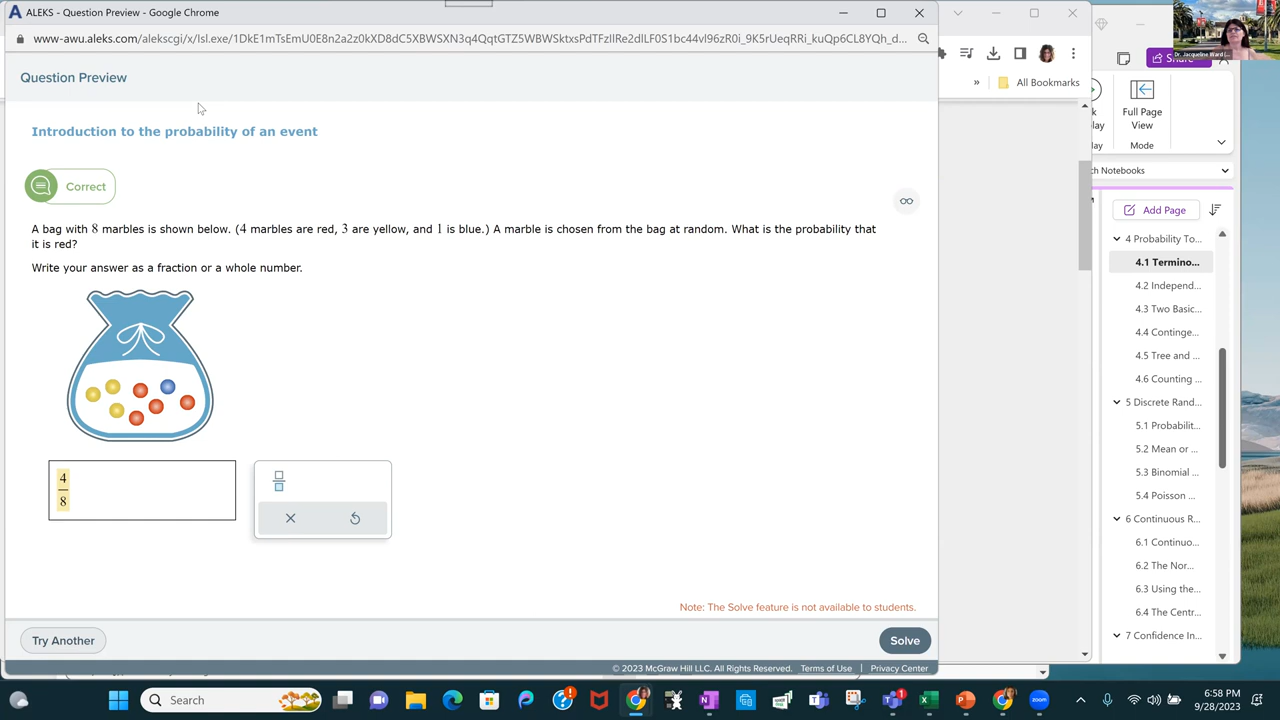 ALEKS - Question Preview - Google Chrome
Question Preview
Introduction to the probability of an event
Correct
A bag with 8 marbles is shown below. (4 marbles are red, 3 are yellow, and 1 is blue.) A marble is chosen from the bag at random. What is the probability that
it is red?
Write your answer as a fraction or a whole number.
4
8
Note: The Solve feature is not available to students.
Try Another
Solve
© 2023 McGraw Hill LLC. All Rights Reserved. Terms of Use | Privacy Center
» All Bookmarks
Share
Full Page
View
Mode
Add Page
4 Probability To...
4.1 Termino...
4.2 Independ...
4.3 Two Basic...
4.4 Continge...
4.5 Tree and ...
4.6 Counting ...
5 Discrete Rand...
5.1 Probabilit...
5.2 Mean or ...
5.3 Binomial ...
5.4 Poisson ...
6 Continuous R...
6.1 Continuo...
6.2 The Nor...
6.3 Using the...
6.4 The Centr...
7 Confidence In...
Search
1
6:58 PM
9/28/2023